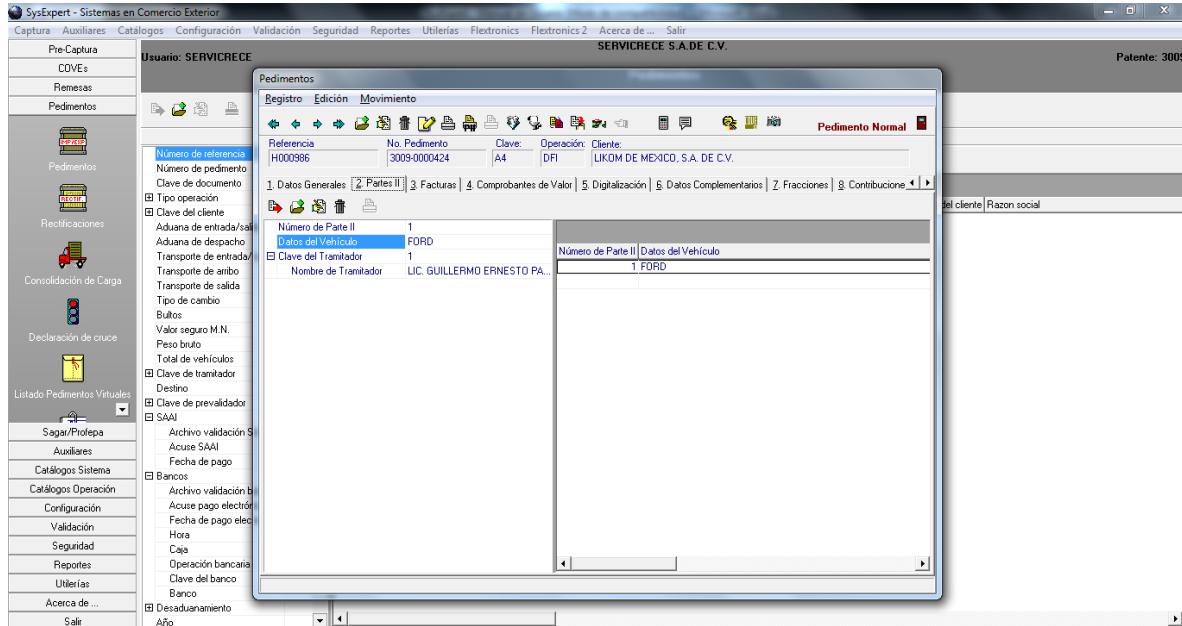 SysExpert - Sistemas en Comercio Exterior
Captura Auxiliares Catálogos Configuración Validación Seguridad Reportes Utilerías Flextronics Flextronics 2 Acerca de ... Salir
Pre-Captura
COVEs
Remesas
Pedimentos
Pedimentos
Rectificaciones
Consolidación de Carga
Declaración de cruce
Listado Pedimentos Virtuales
Sagar/Profepa
Auxiliares
Catálogos Sistema
Catálogos Operación
Configuración
Validación
Seguridad
Reportes
Utilerías
Acerca de ...
Salir
Usuario: SERVICRECE
SERVICRECE S.A.DE C.V.
Patente: 3009
Número de referencia
Número de pedimento
Clave de documento
Tipo operación
Clave del cliente
Aduana de entrada/sal
Aduana de despacho
Transporte de entrada/
Transporte de arribo
Transporte de salida
Tipo de cambio
Bultos
Valor seguro M.N.
Peso bruto
Total de vehículos
Clave de tramitador
Destino
Clave de prevalidador
SAAI
Archivo validación S
Acuse SAAI
Fecha de pago
Bancos
Archivo validación b
Acuse pago electrón
Fecha de pago elec
Hora
Caja
Operación bancaria
Clave del banco
Banco
Desaduanamiento
Año
del cliente Razon social
Pedimentos
Registro Edición Movimiento
Pedimento Normal
Referencia No. Pedimento Clave: Operación: Cliente:
H000986 3009-0000424 A4 DFI LIKOM DE MEXICO, S.A. DE C.V.
1. Datos Generales 2. Partes II 3. Facturas 4. Comprobantes de Valor 5. Digitalización 6. Datos Complementarios 7. Fracciones 8. Contribucione
Número de Parte II 1
Datos del Vehículo FORD
Clave del Tramitador 1
Nombre de Tramitador LIC. GUILLERMO ERNESTO PA...
Número de Parte II Datos del Vehículo
1 FORD